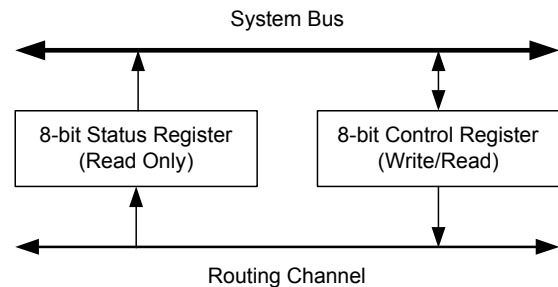 System Bus
8-bit Status Register
(Read Only)
8-bit Control Register
(Write/Read)
Routing Channel